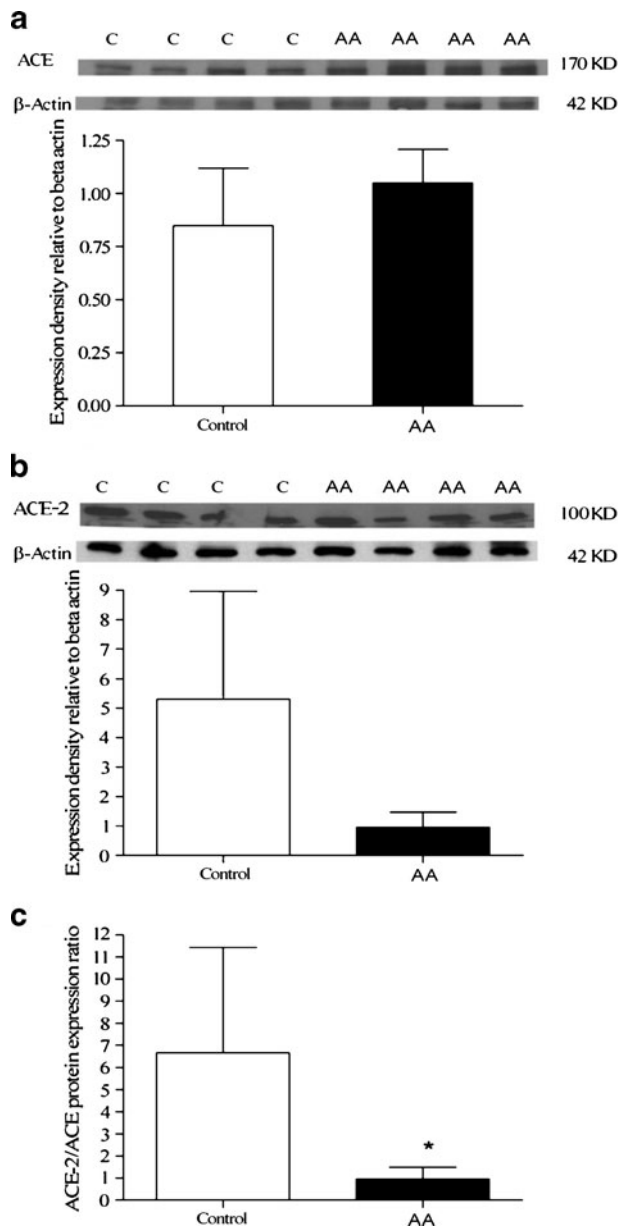 a
C C C C AA AA AA AA
ACE 170 KD
β-Actin 42 KD
Expression density relative to beta actin
1.25
1.00
0.75
0.50
0.25
0.00
Control AA
b
C C C C AA AA AA AA
ACE-2 100KD
β-Actin 42 KD
Expression density relative to beta actin
9
8
7
6
5
4
3
2
1
0
Control AA
c
ACE-2/ACE protein expression ratio
12
11
10
9
8
7
6
5
4
3
2
1
0
*
Control AA